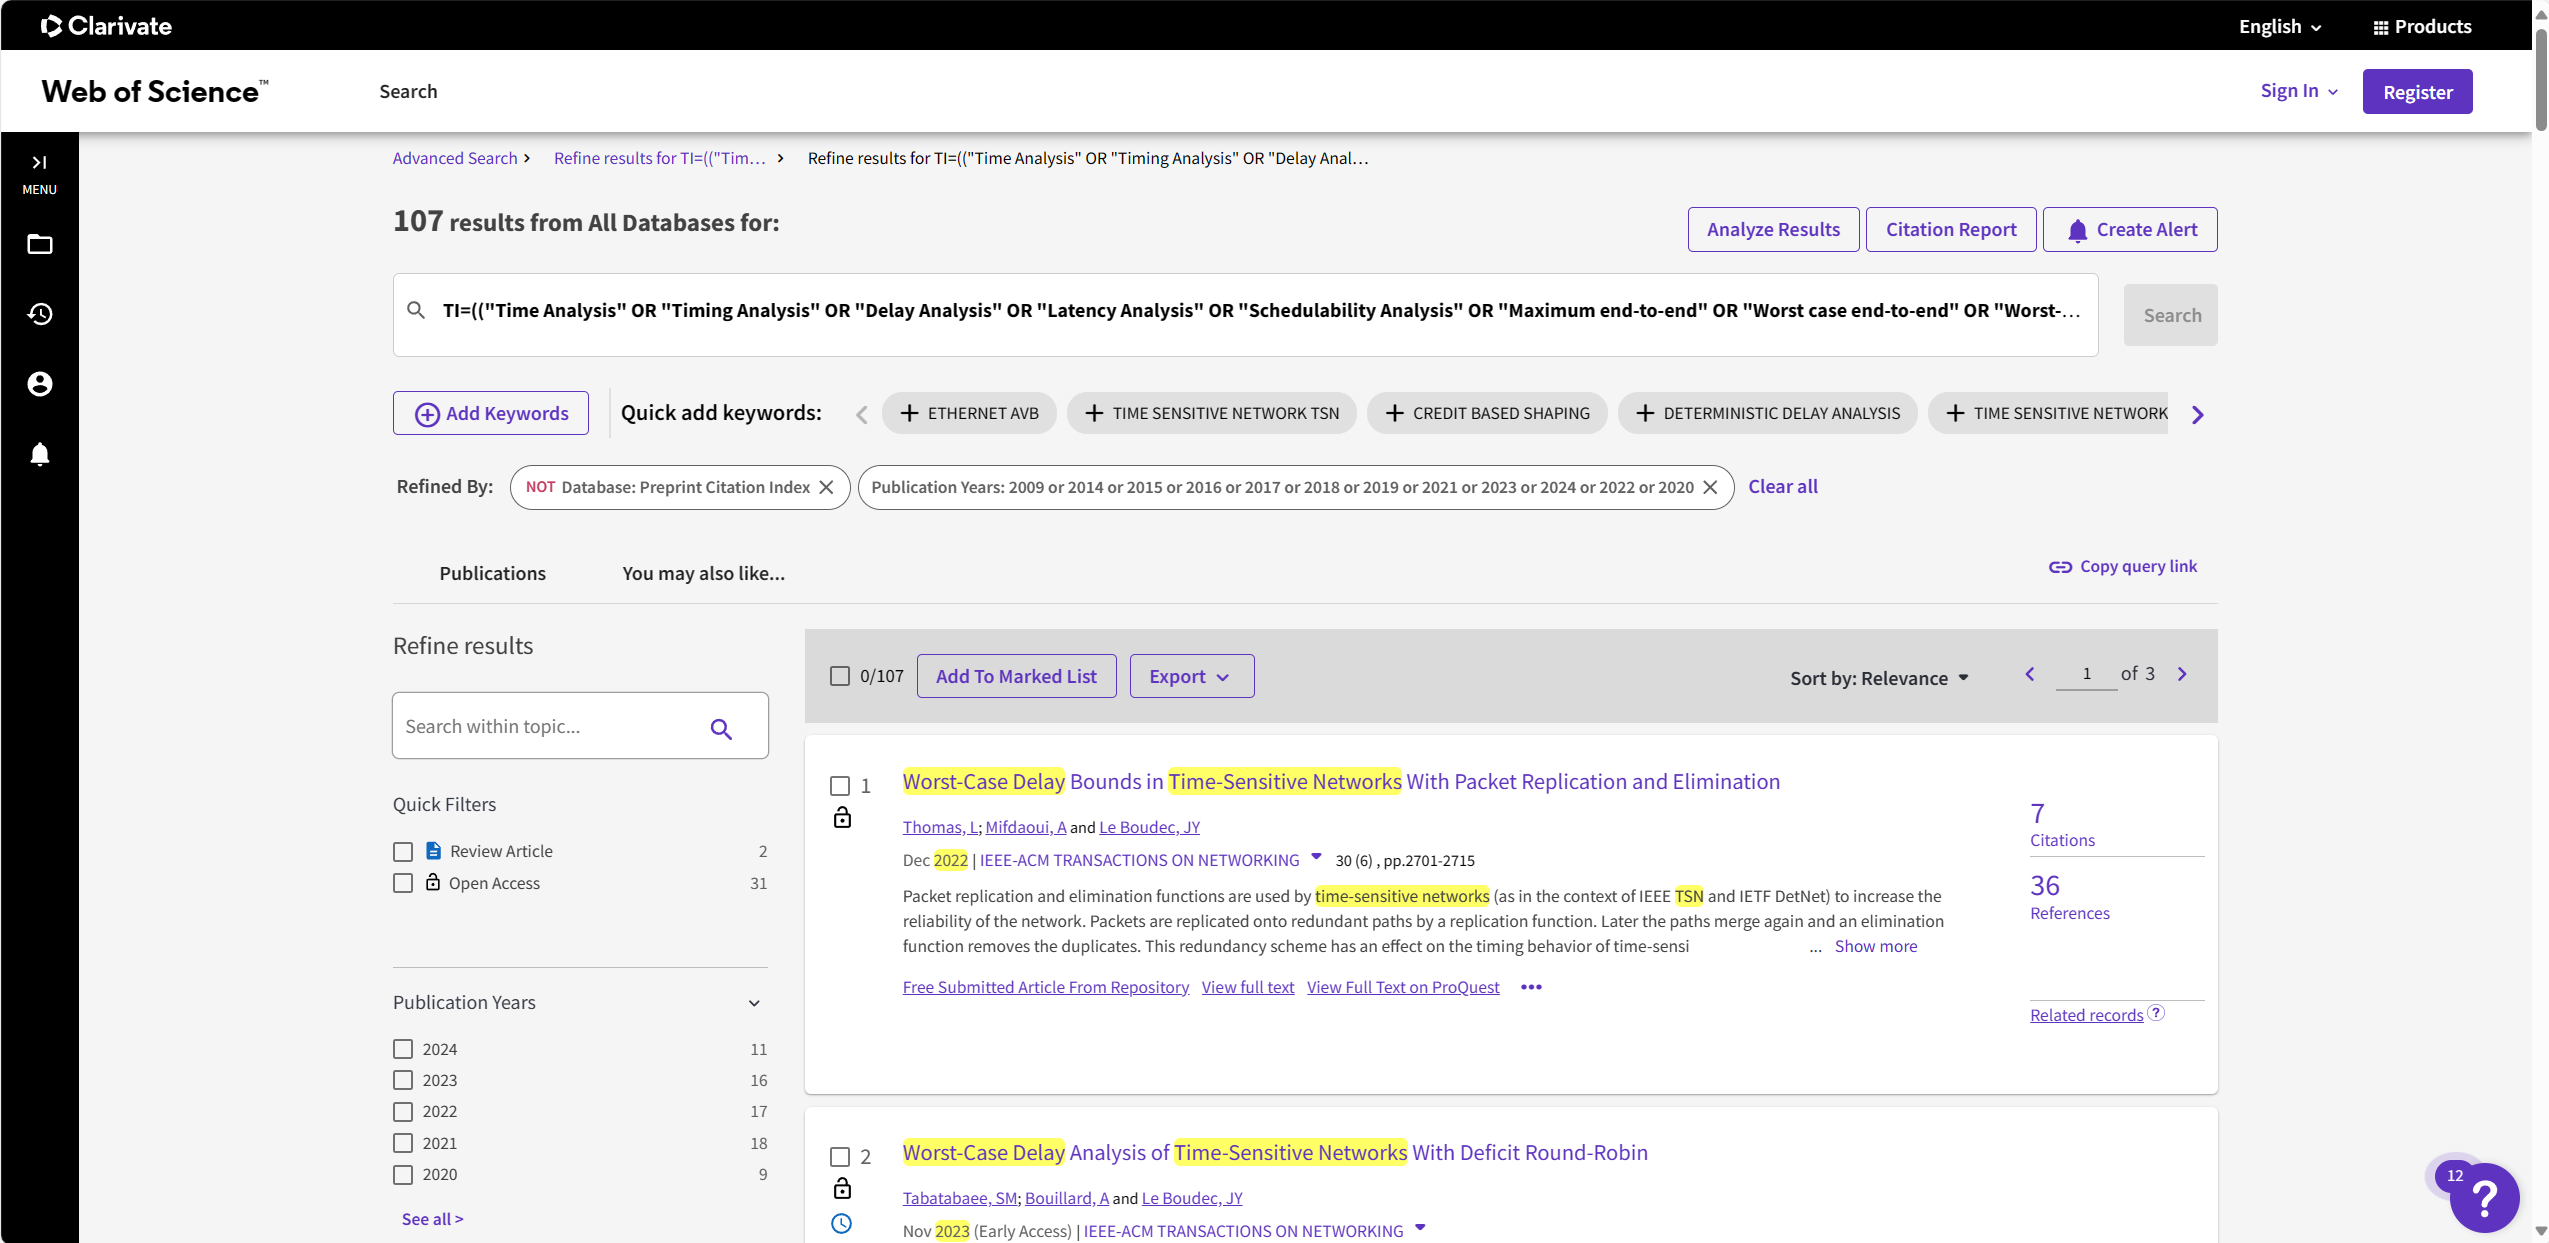 Clarivate
English
Products
Web of Science™
Search
Sign In
Register
MENU
Advanced Search
Refine results for TI=(("Tim...
Refine results for TI=(("Time Analysis" OR "Timing Analysis" OR "Delay Anal...
107 results from All Databases for:
Analyze Results
Citation Report
Create Alert
TI=(("Time Analysis" OR "Timing Analysis" OR "Delay Analysis" OR "Latency Analysis" OR "Schedulability Analysis" OR "Maximum end-to-end" OR "Worst case end-to-end" OR "Worst-...
Search
Add Keywords
Quick add keywords:
ETHERNET AVB
TIME SENSITIVE NETWORK TSN
CREDIT BASED SHAPING
DETERMINISTIC DELAY ANALYSIS
TIME SENSITIVE NETWORK
Refined By:
NOT Database: Preprint Citation Index
Publication Years: 2009 or 2014 or 2015 or 2016 or 2017 or 2018 or 2019 or 2021 or 2023 or 2024 or 2022 or 2020
Clear all
Publications
You may also like...
Copy query link
Refine results
Search within topic...
Quick Filters
Review Article 2
Open Access 31
Publication Years
2024 11
2023 16
2022 17
2021 18
2020 9
See all >
0/107
Add To Marked List
Export
Sort by: Relevance
1 of 3
1
Worst-Case Delay Bounds in Time-Sensitive Networks With Packet Replication and Elimination
Thomas, L; Mifdaoui, A and Le Boudec, JY
Dec 2022 | IEEE-ACM TRANSACTIONS ON NETWORKING 30 (6) , pp.2701-2715
Packet replication and elimination functions are used by time-sensitive networks (as in the context of IEEE TSN and IETF DetNet) to increase the
reliability of the network. Packets are replicated onto redundant paths by a replication function. Later the paths merge again and an elimination
function removes the duplicates. This redundancy scheme has an effect on the timing behavior of time-sensi ... Show more
Free Submitted Article From Repository View full text View Full Text on ProQuest •••
7
Citations
36
References
Related records ?
2
Worst-Case Delay Analysis of Time-Sensitive Networks With Deficit Round-Robin
Tabatabaee, SM; Bouillard, A and Le Boudec, JY
Nov 2023 (Early Access) | IEEE-ACM TRANSACTIONS ON NETWORKING
12
?